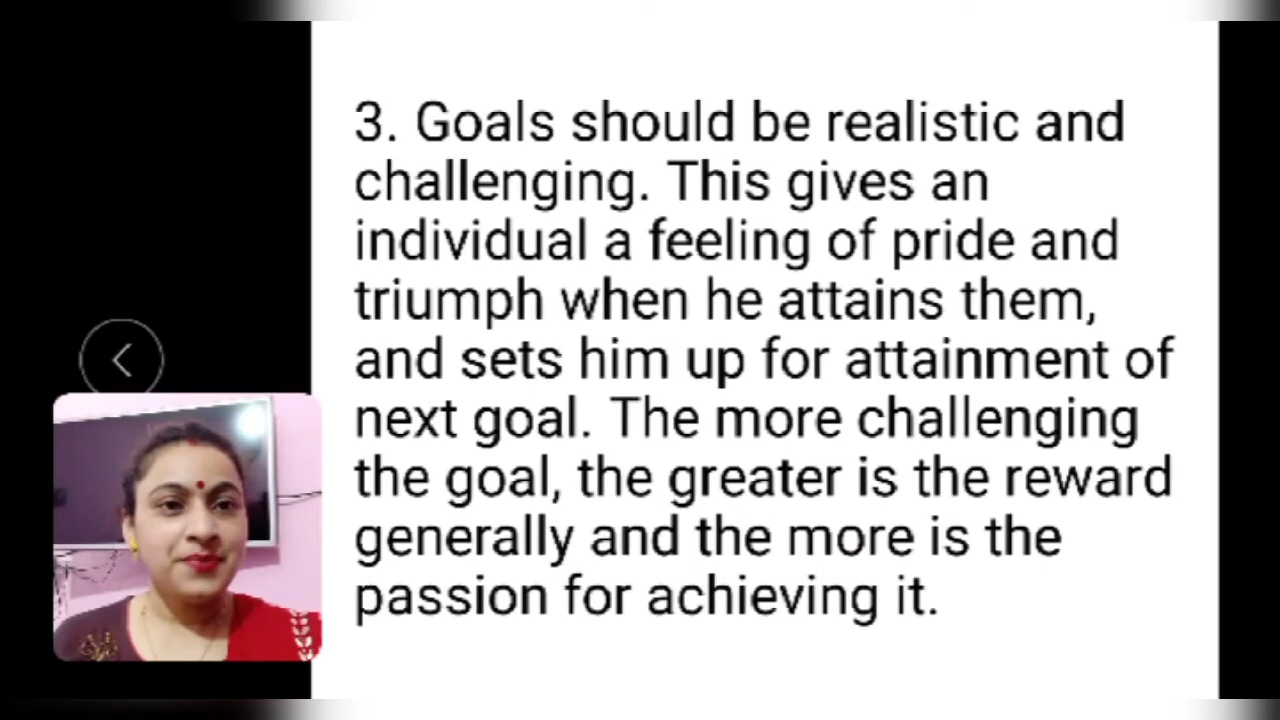 3. Goals should be realistic and
challenging. This gives an
individual a feeling of pride and
triumph when he attains them,
and sets him up for attainment of
next goal. The more challenging
the goal, the greater is the reward
generally and the more is the
passion for achieving it.